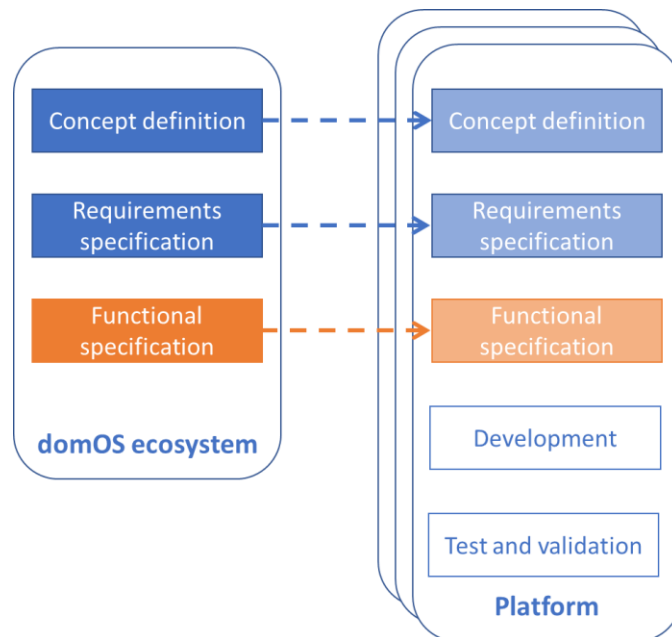 Concept definition
Requirements
specification
Functional
specification
domOS ecosystem
Concept definition
Requirements
specification
Functional
specification
Development
Test and validation
Platform